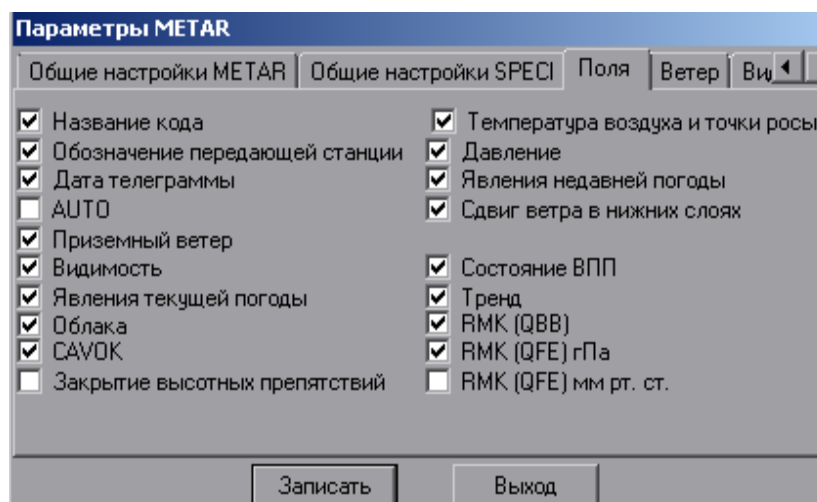 Параметры METAR
Общие настройки METAR
Общие настройки SPECI
Поля
Ветер
Название кода
Обозначение передающей станции
Дата телеграммы
AUTO
Приземный ветер
Видимость
Явления текущей погоды
Облака
CAVOK
Закрытие высотных препятствий
Температура воздуха и точки росы
Давление
Явления недавней погоды
Сдвиг ветра в нижних слоях
Состояние ВПП
Тренд
RMK (QBB)
RMK (QFE) гПа
RMK (QFE) мм рт. ст.
Записать
Выход